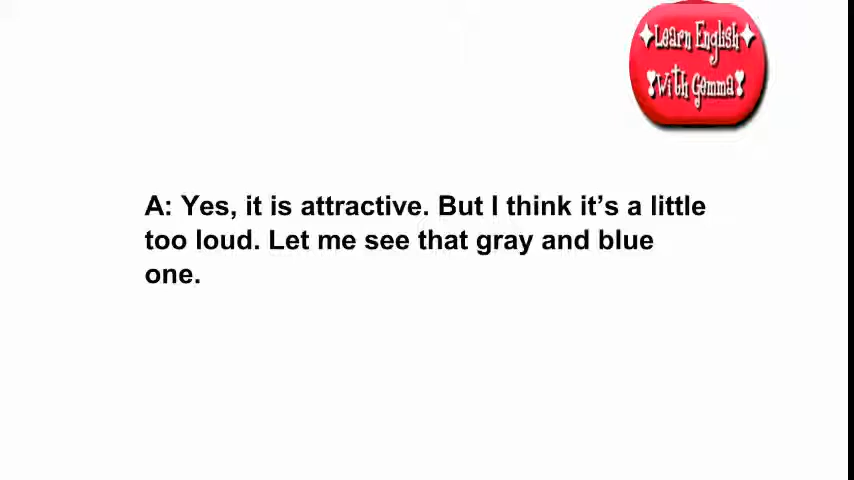 ✦Learn English✦
❣With Gemma❣
A: Yes, it is attractive. But I think it’s a little
too loud. Let me see that gray and blue
one.